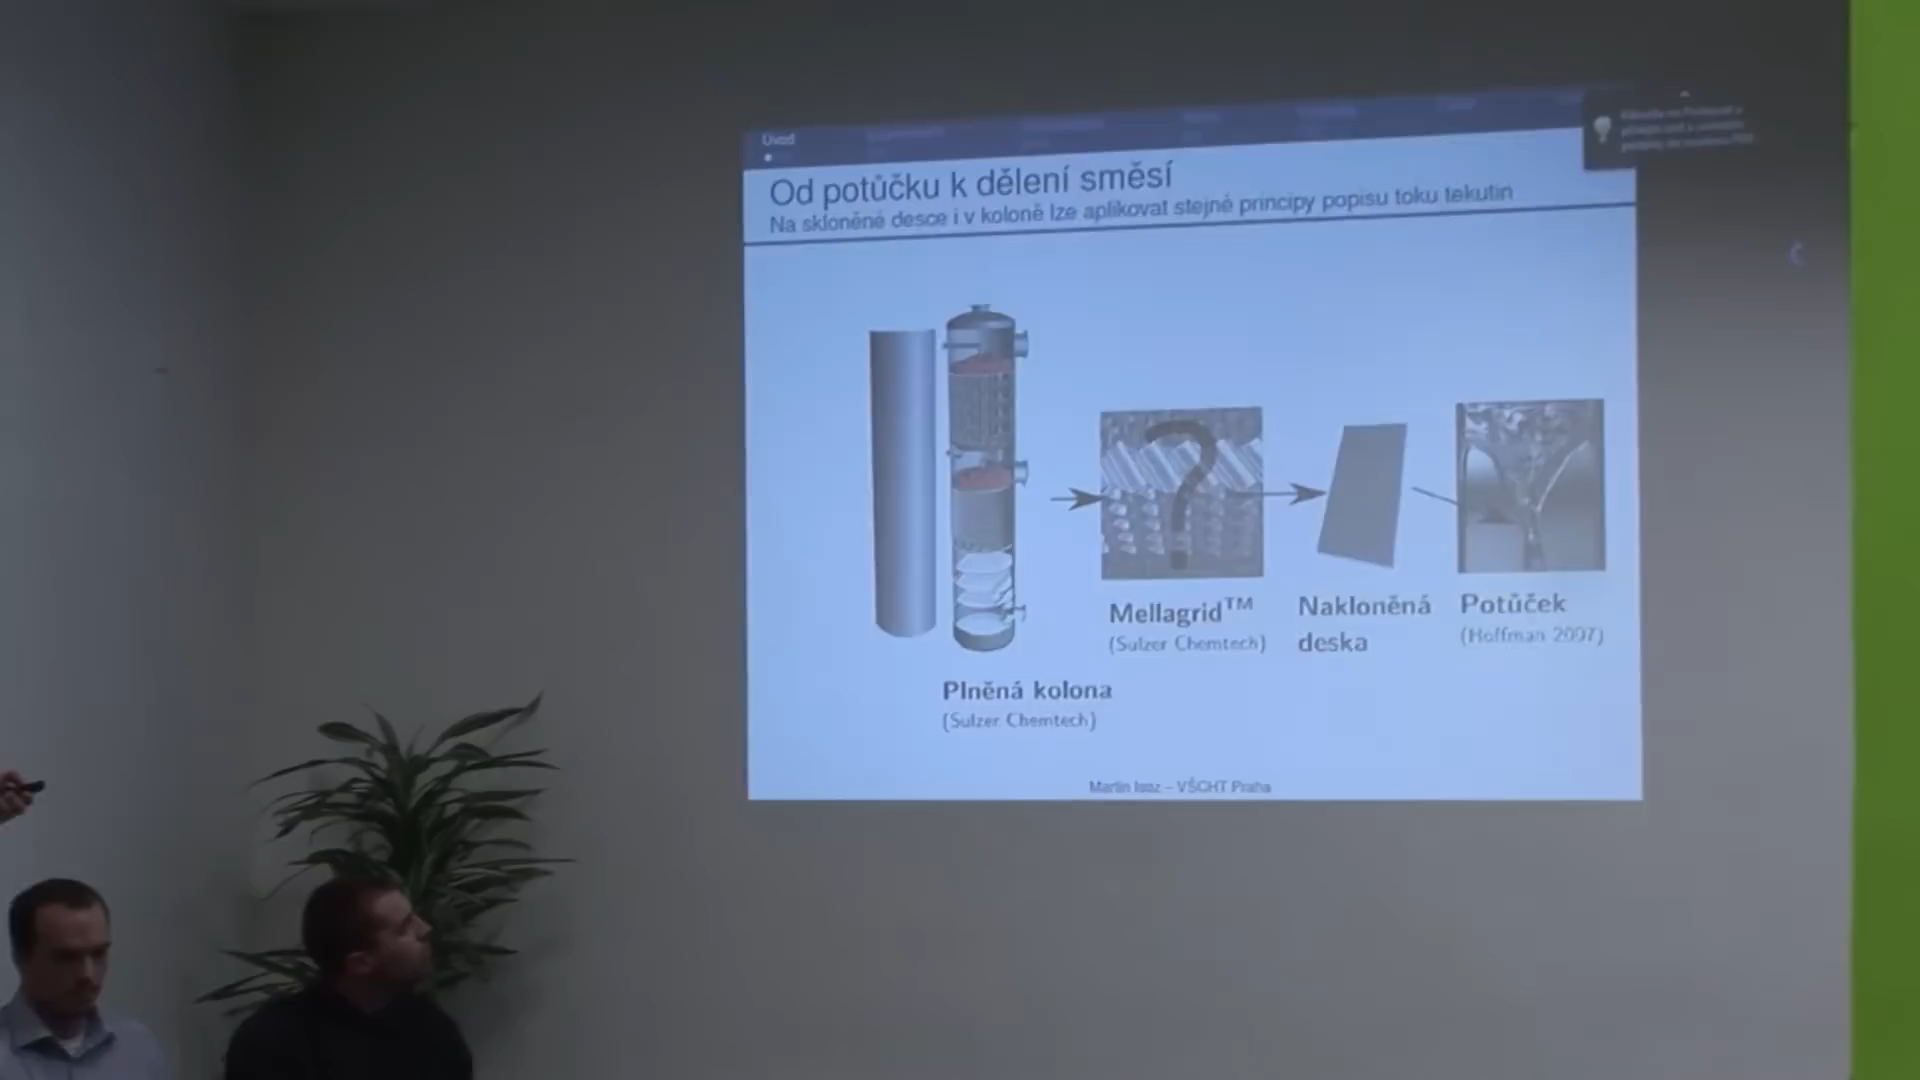 Úvod
Od potůčku k dělení směsí
Na skloněné desce i v koloně lze aplikovat stejné principy popisu toku tekutin
?
Mellagrid™
(Sulzer Chemtech)
Nakloněná
deska
Potůček
(Hoffman 2007)
Plněná kolona
(Sulzer Chemtech)
Martin Isoz – VŠCHT Praha